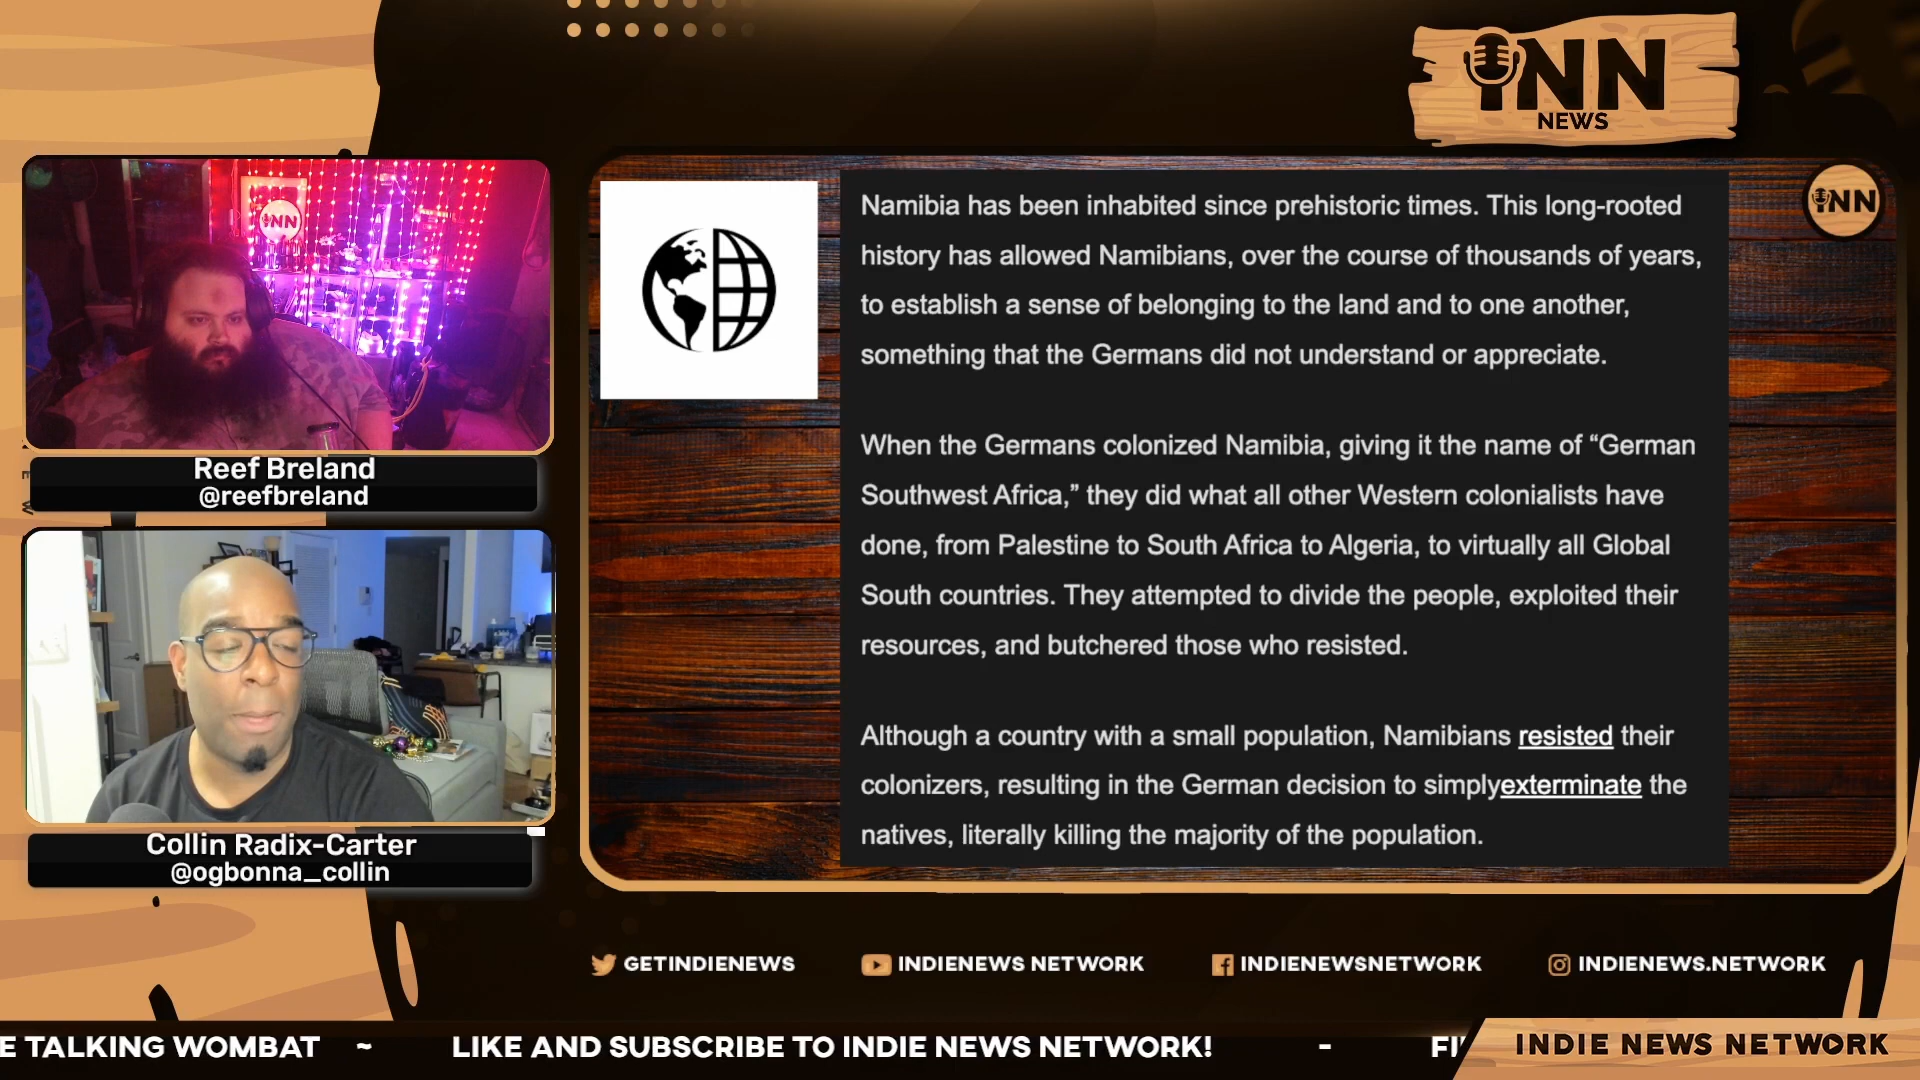 iNN
NEWS
iNN
iNN
Namibia has been inhabited since prehistoric times. This long-rooted
history has allowed Namibians, over the course of thousands of years,
to establish a sense of belonging to the land and to one another,
something that the Germans did not understand or appreciate.
When the Germans colonized Namibia, giving it the name of “German
Southwest Africa,” they did what all other Western colonialists have
done, from Palestine to South Africa to Algeria, to virtually all Global
South countries. They attempted to divide the people, exploited their
resources, and butchered those who resisted.
Although a country with a small population, Namibians resisted their
colonizers, resulting in the German decision to simplyexterminate the
natives, literally killing the majority of the population.
Reef Breland
@reefbreland
Collin Radix-Carter
@ogbonna_collin
GETINDIENEWS
INDIENEWS NETWORK
INDIENEWSNETWORK
INDIENEWS.NETWORK
E TALKING WOMBAT ~ LIKE AND SUBSCRIBE TO INDIE NEWS NETWORK! -
INDIE NEWS NETWORK